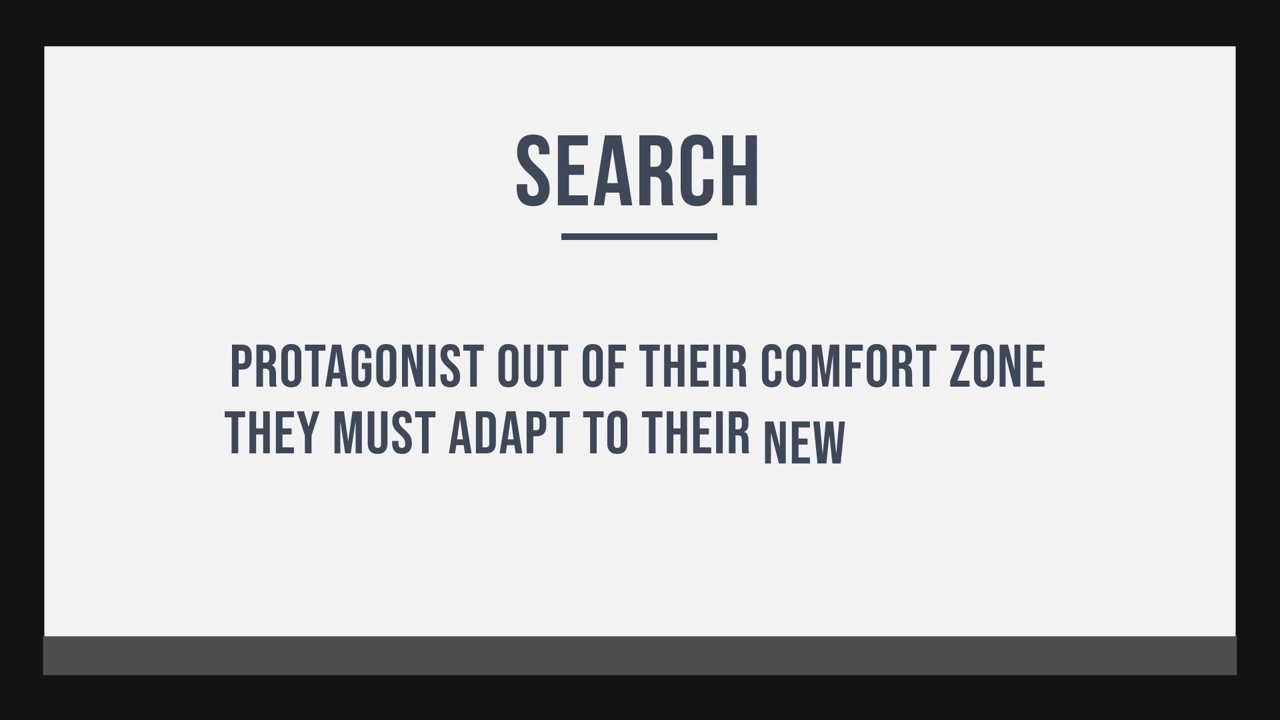 SEARCH
PROTAGONIST OUT OF THEIR COMFORT ZONE
THEY MUST ADAPT TO THEIR NEW